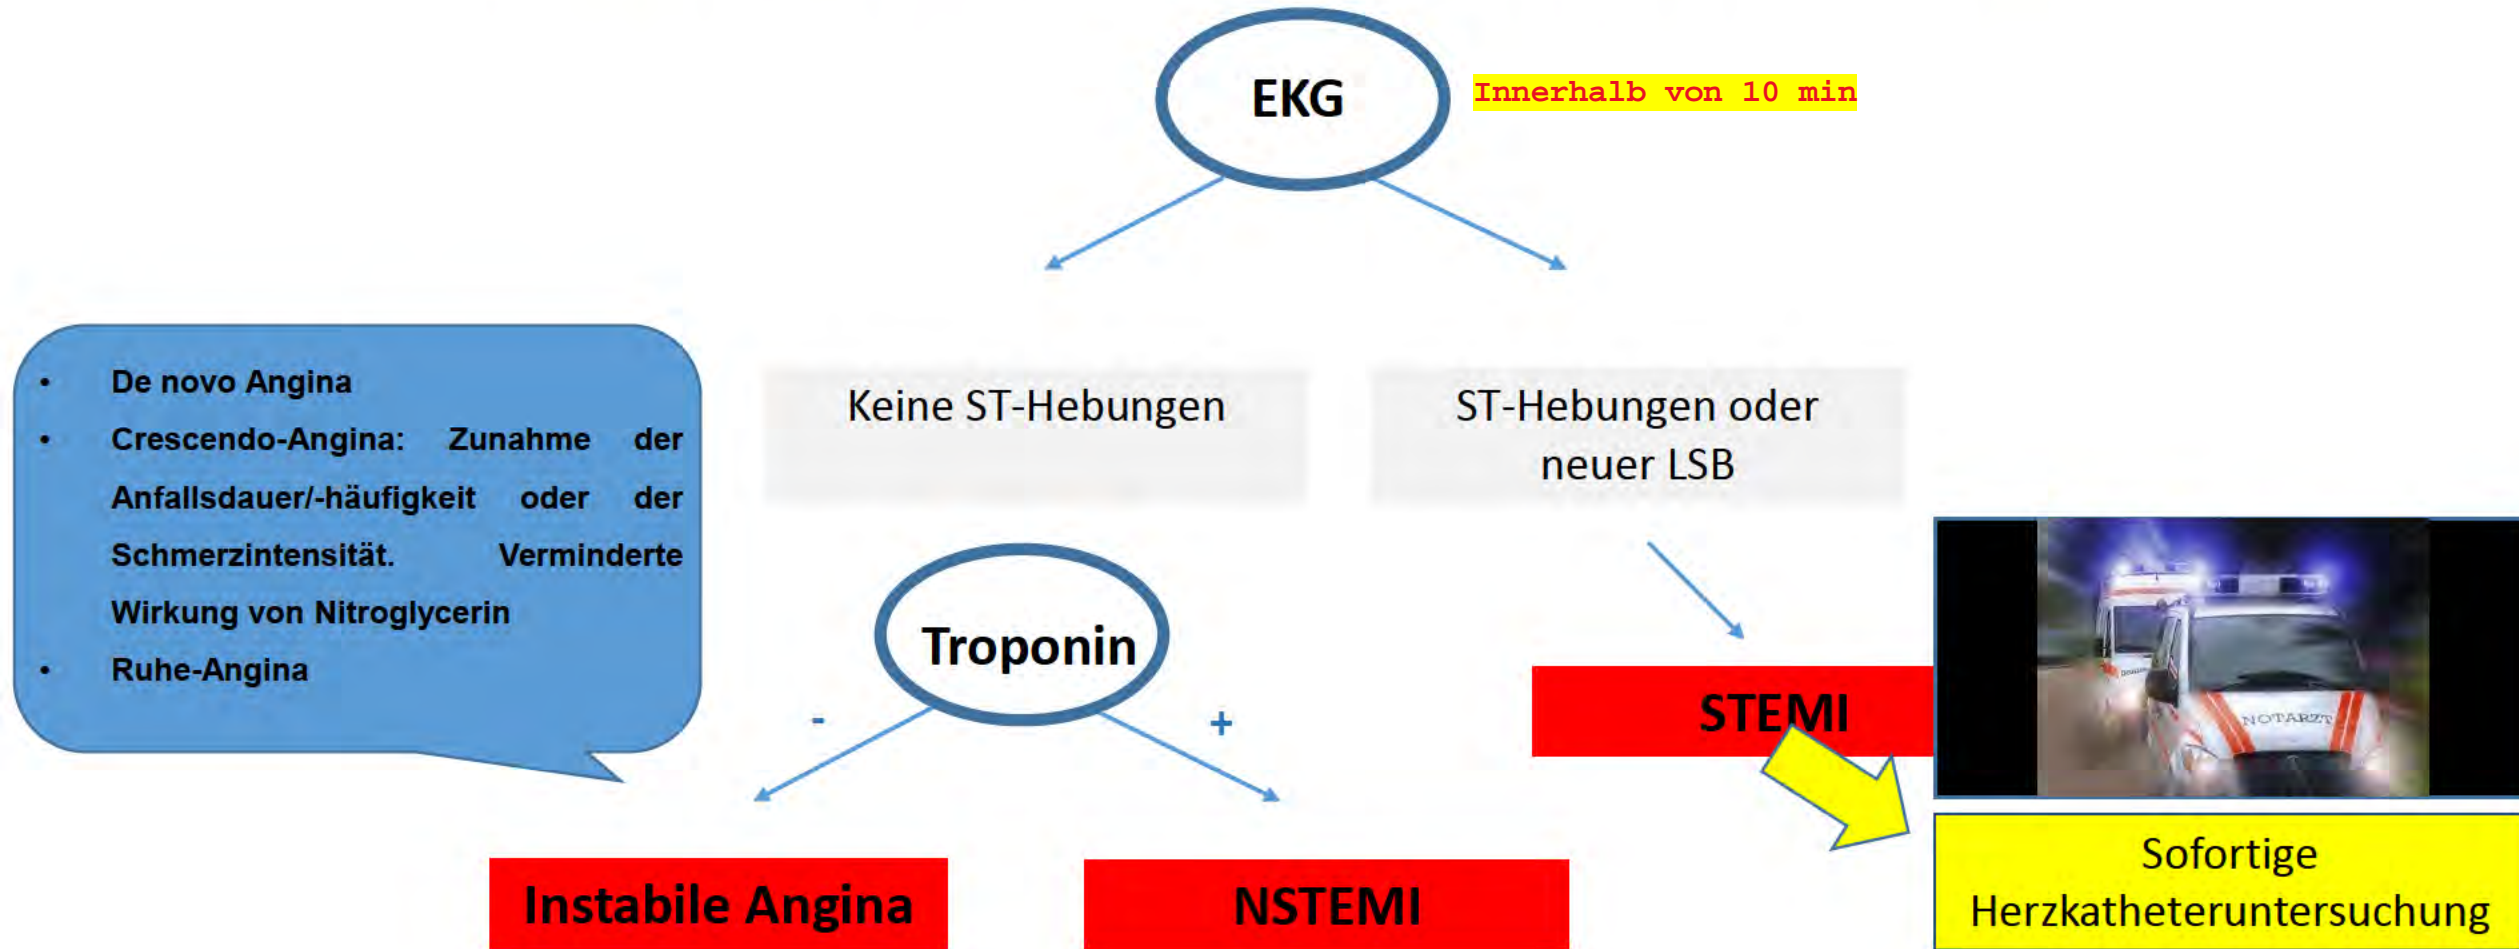 EKG
Innerhalb von 10 min
• De novo Angina
• Crescendo-Angina: Zunahme der
Anfallsdauer/-häufigkeit oder der
Schmerzintensität. Verminderte
Wirkung von Nitroglycerin
• Ruhe-Angina
Keine ST-Hebungen
ST-Hebungen oder
neuer LSB
Troponin
-
+
STEMI
NOTARZT
Instabile Angina
NSTEMI
Sofortige
Herzkatheteruntersuchung